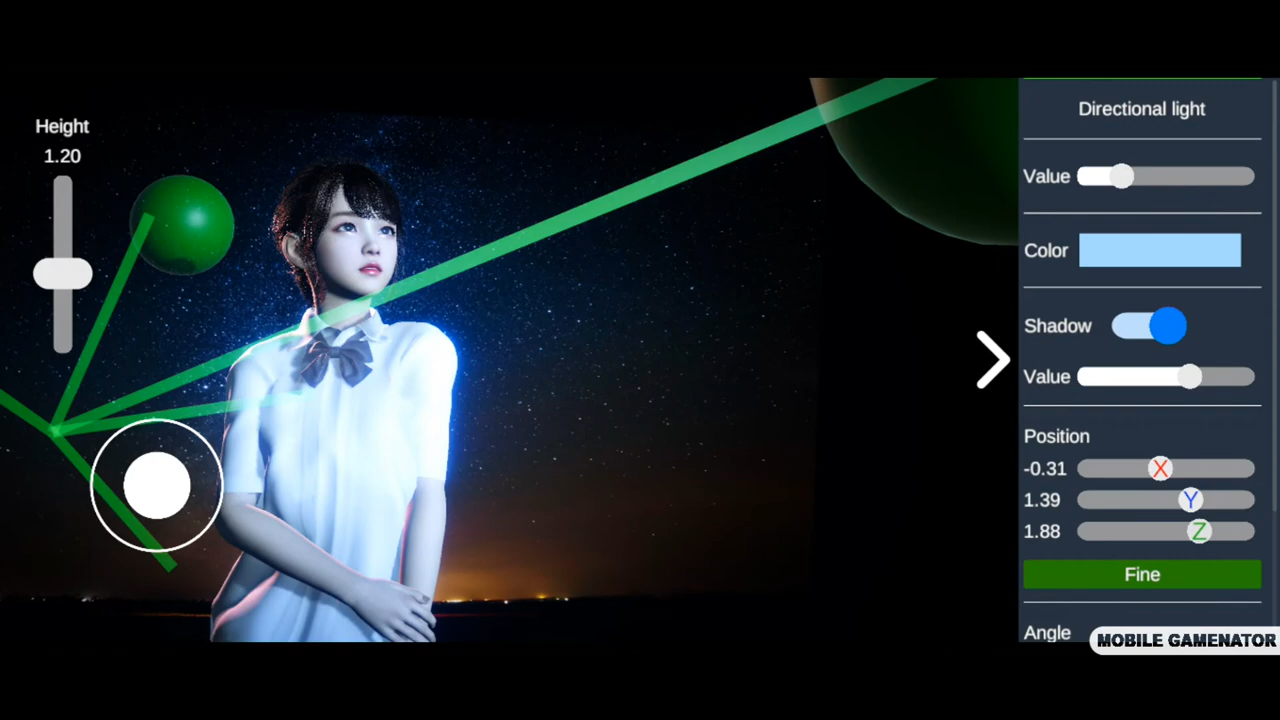 Height
1.20
Directional light
Value
Color
Shadow
Value
Position
-0.31 X
1.39 Y
1.88 Z
Fine
Angle
MOBILE GAMENATOR